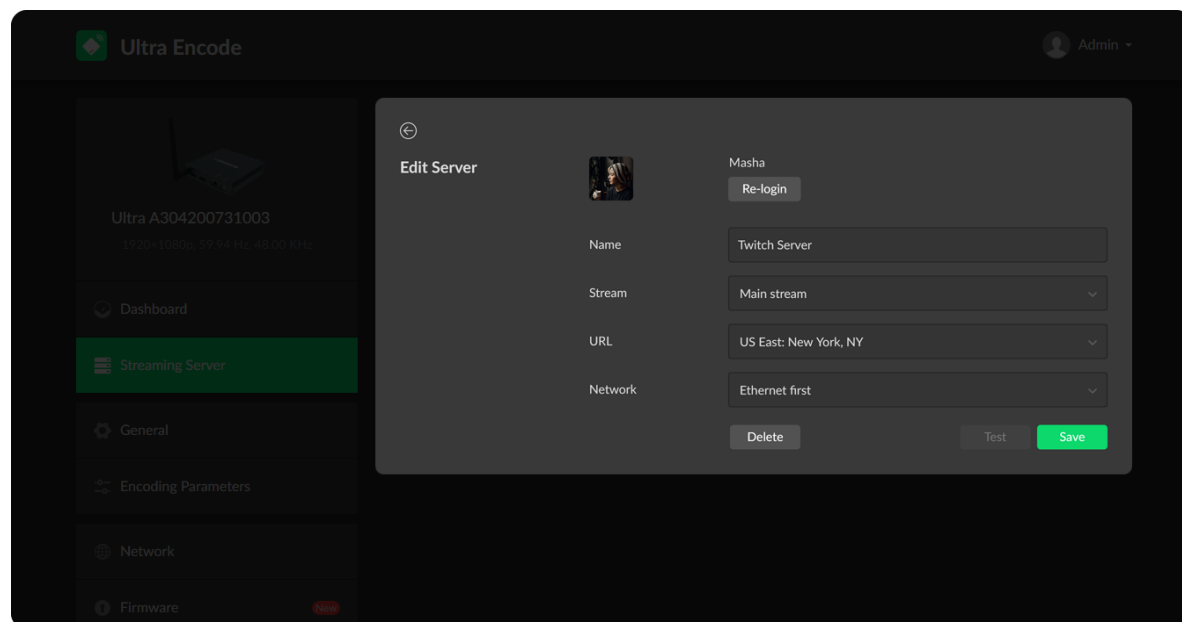 Ultra Encode
Admin
Ultra A304200731003
1920×1080p, 59.94 Hz, 48.00 KHz
Dashboard
Streaming Server
General
Encoding Parameters
Network
Firmware
New
Edit Server
Masha
Re-login
Name
Twitch Server
Stream
Main stream
URL
US East: New York, NY
Network
Ethernet first
Delete
Test
Save